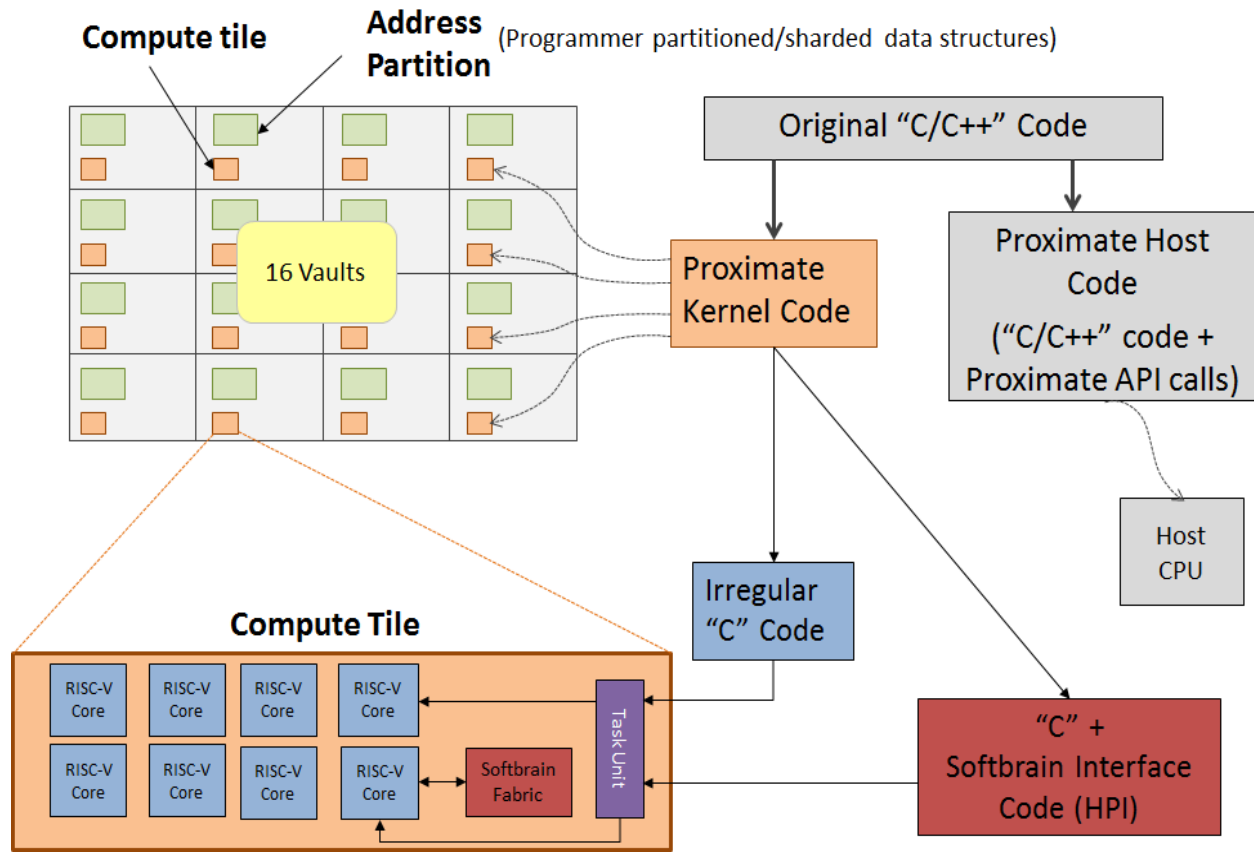 Address
Partition
(Programmer partitioned/sharded data structures)
Compute tile
16 Vaults
Original “C/C++” Code
Proximate
Kernel Code
Proximate Host
Code
(“C/C++” code +
Proximate API calls)
Host
CPU
Irregular
“C” Code
“C” +
Softbrain Interface
Code (HPI)
Compute Tile
RISC-V
Core
RISC-V
Core
RISC-V
Core
RISC-V
Core
RISC-V
Core
RISC-V
Core
RISC-V
Core
RISC-V
Core
Softbrain
Fabric
Task Unit